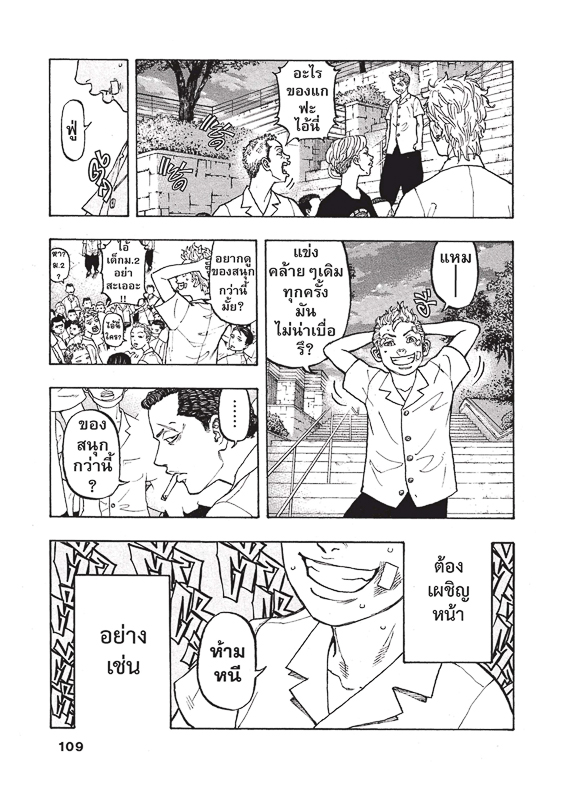 อะไร
ของแก
ฟะ
ไอ้นี่
ฟู่
แหม
แข่ง
คล้ายๆเดิม
ทุกครั้ง
มัน
ไม่น่าเบื่อ
รึ?
อยากดู
ของสนุก
กว่านี้
มั้ย?
ไอ้
เด็กม.2
อย่า
สะเออะ
!!
หา?
ม.2
?
ไอ้นี่
ใคร?
......
ของ
สนุก
กว่านี้
?
ต้อง
เผชิญ
หน้า
ห้าม
หนี
อย่าง
เช่น
109